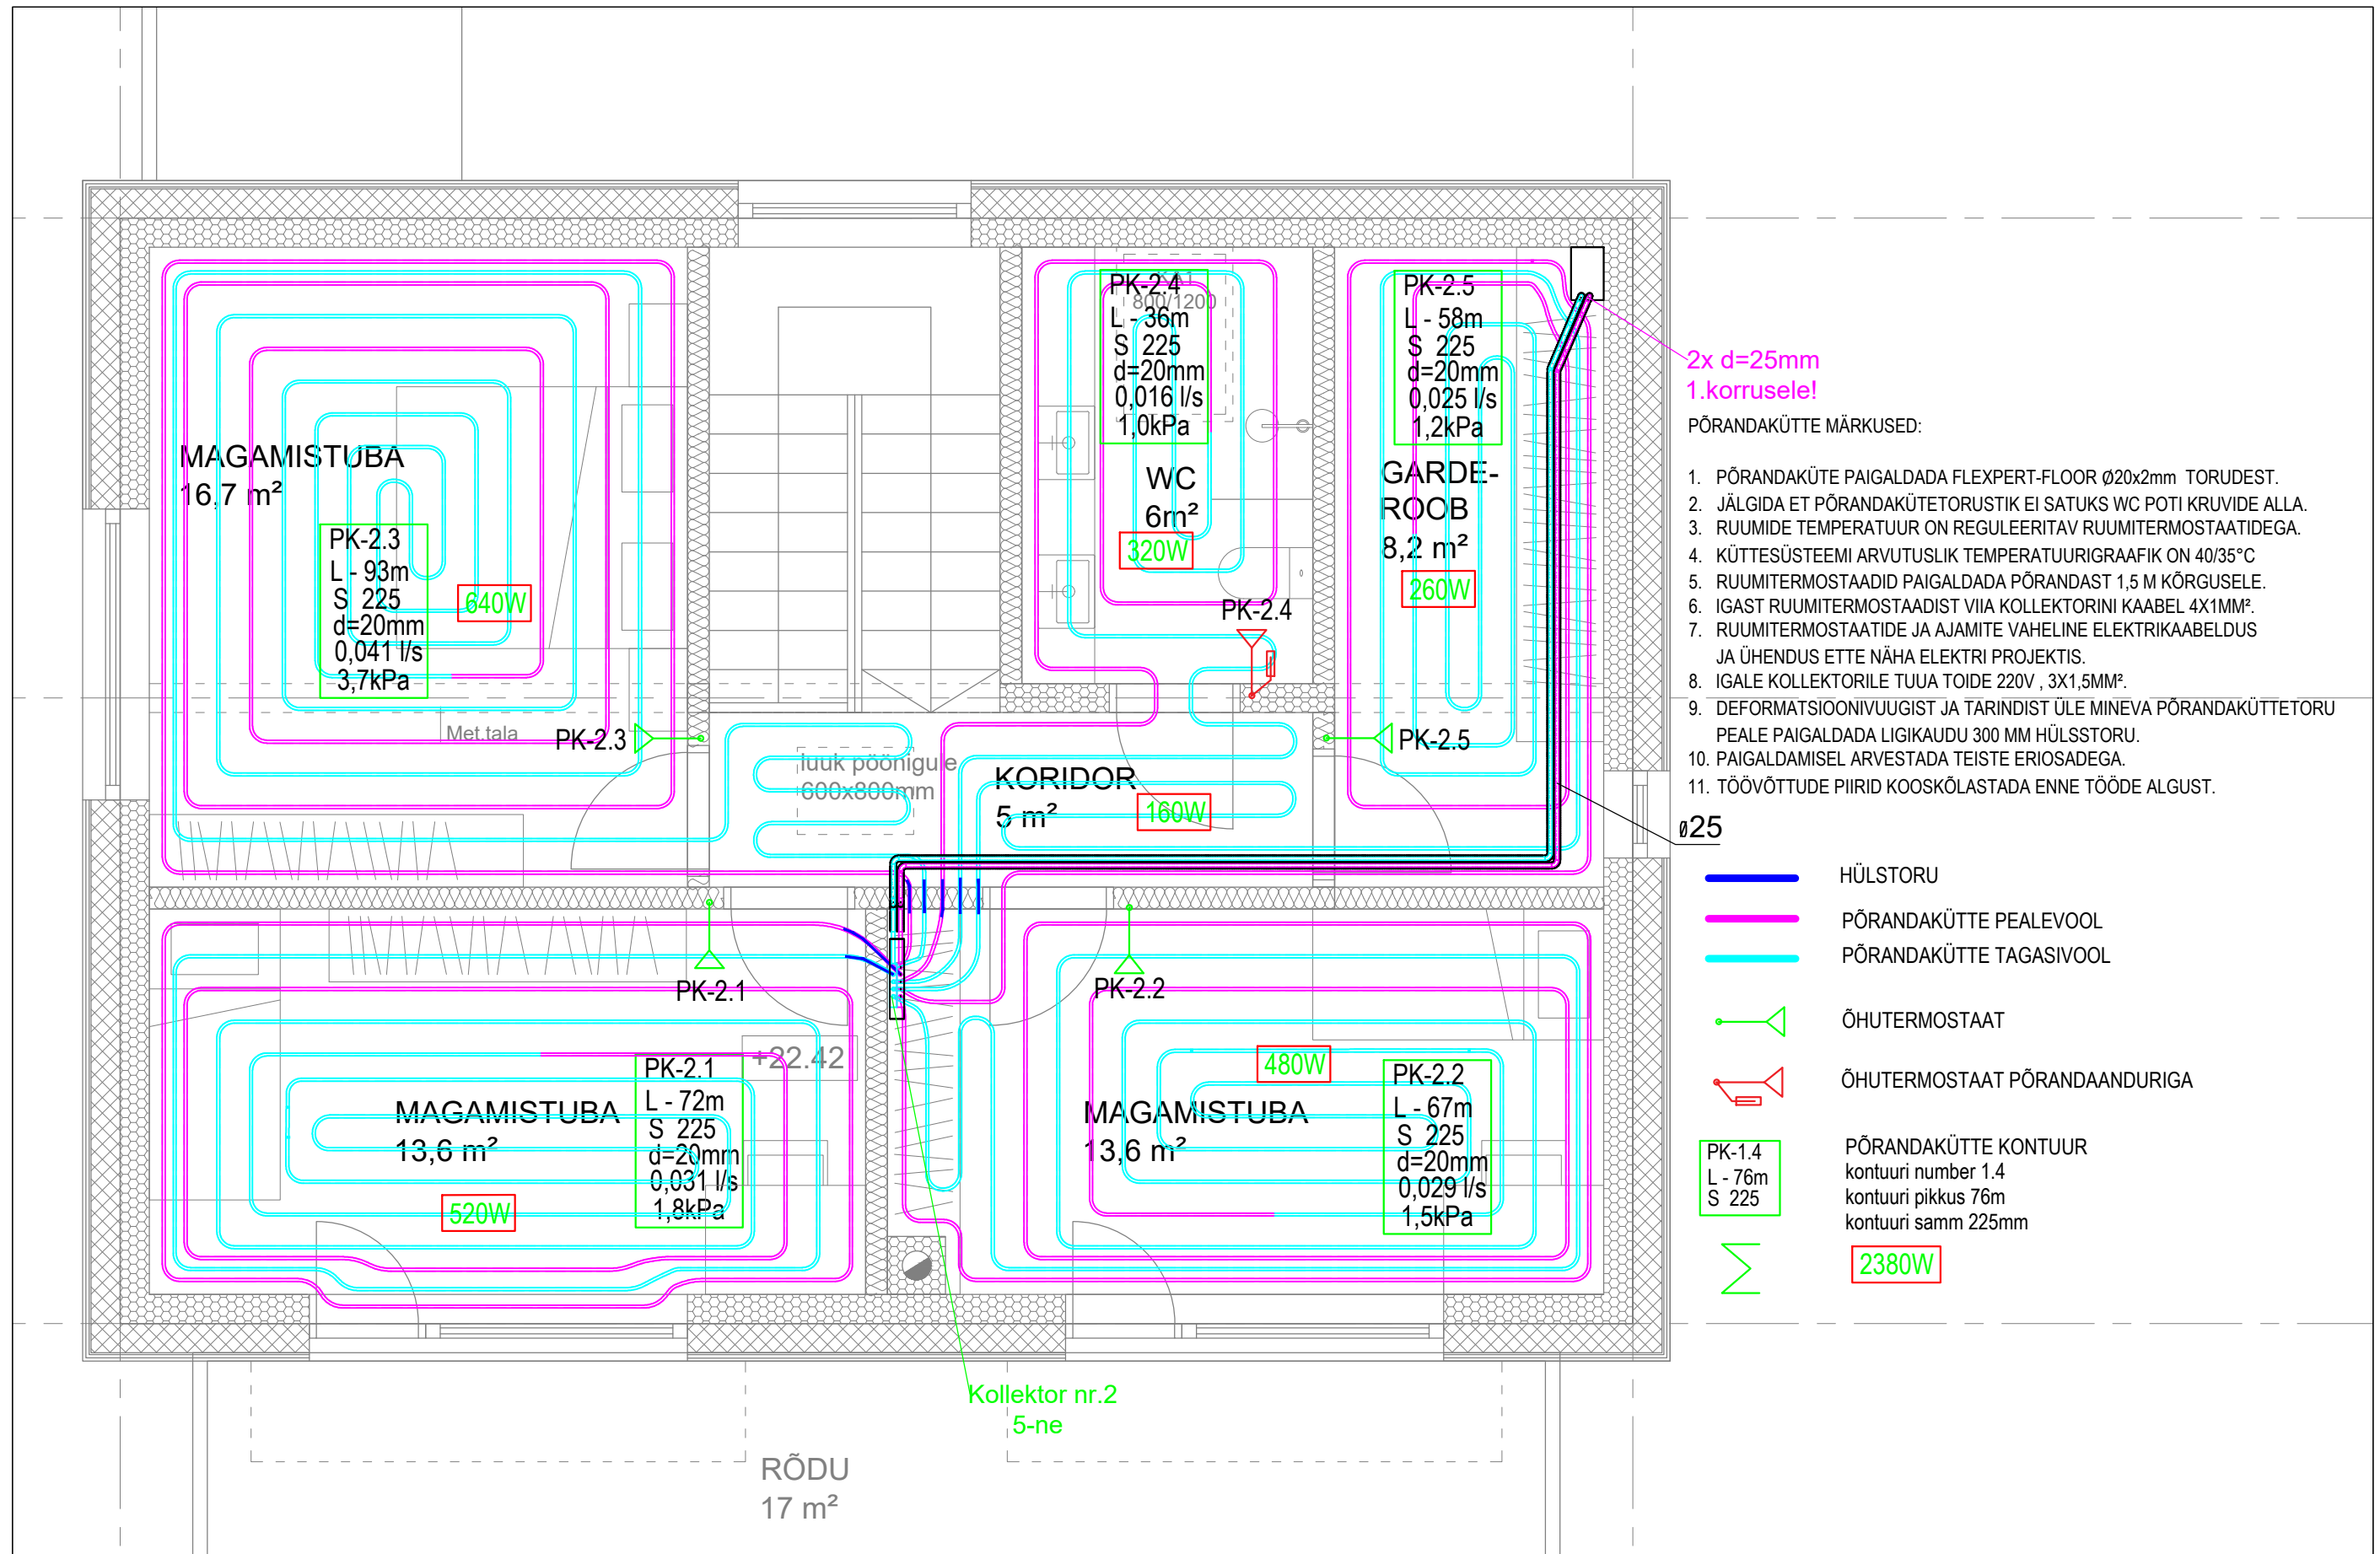 MAGAMISTUBA
16,7 m²
PK-2.3
L - 93m
S 225
d=20mm
0,041 l/s
3,7kPa
640W
Met.tala
PK-2.3
KA1
800/1200
PK-2.4
L - 36m
S 225
d=20mm
0,016 l/s
1,0kPa
WC
6m²
320W
PK-2.4
PK-2.5
L - 58m
S 225
d=20mm
0,025 l/s
1,2kPa
GARDE-
ROOB
8,2 m²
260W
PK-2.5
luuk pööningule
600x800mm
KORIDOR
5 m²
160W
PK-2.1
+22.42
PK-2.1
L - 72m
S 225
d=20mm
0,031 l/s
1,8kPa
MAGAMISTUBA
13,6 m²
520W
PK-2.2
480W
MAGAMISTUBA
13,6 m²
PK-2.2
L - 67m
S 225
d=20mm
0,029 l/s
1,5kPa
Kollektor nr.2
5-ne
RÕDU
17 m²
2x d=25mm
1.korrusele!
PÕRANDAKÜTTE MÄRKUSED:
1. PÕRANDAKÜTE PAIGALDADA FLEXPERT-FLOOR Ø20x2mm TORUDEST.
2. JÄLGIDA ET PÕRANDAKÜTETORUSTIK EI SATUKS WC POTI KRUVIDE ALLA.
3. RUUMIDE TEMPERATUUR ON REGULEERITAV RUUMITERMOSTAATIDEGA.
4. KÜTTESÜSTEEMI ARVUTUSLIK TEMPERATUURIGRAAFIK ON 40/35°C
5. RUUMITERMOSTAADID PAIGALDADA PÕRANDAST 1,5 M KÕRGUSELE.
6. IGAST RUUMITERMOSTAADIST VIIA KOLLEKTORINI KAABEL 4X1MM².
7. RUUMITERMOSTAATIDE JA AJAMITE VAHELINE ELEKTRIKAABELDUS
JA ÜHENDUS ETTE NÄHA ELEKTRI PROJEKTIS.
8. IGALE KOLLEKTORILE TUUA TOIDE 220V , 3X1,5MM².
9. DEFORMATSIOONIVUUGIST JA TARINDIST ÜLE MINEVA PÕRANDAKÜTTETORU
PEALE PAIGALDADA LIGIKAUDU 300 MM HÜLSSTORU.
10. PAIGALDAMISEL ARVESTADA TEISTE ERIOSADEGA.
11. TÖÖVÕTTUDE PIIRID KOOSKÕLASTADA ENNE TÖÖDE ALGUST.
Ø25
HÜLSTORU
PÕRANDAKÜTTE PEALEVOOL
PÕRANDAKÜTTE TAGASIVOOL
ÕHUTERMOSTAAT
ÕHUTERMOSTAAT PÕRANDAANDURIGA
PK-1.4
L - 76m
S 225
PÕRANDAKÜTTE KONTUUR
kontuuri number 1.4
kontuuri pikkus 76m
kontuuri samm 225mm
2380W